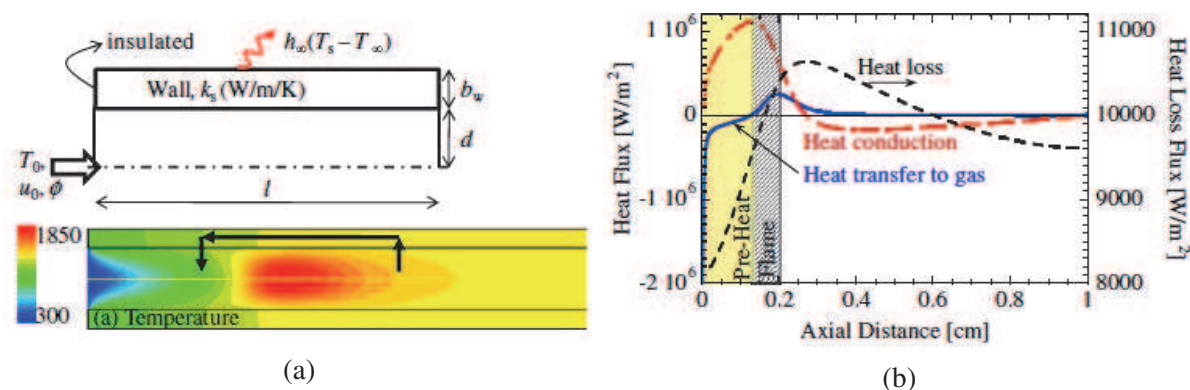 insulated
h∞(Ts – T∞)
Wall, ks (W/m/K)
bw
d
T0,
u0, ϕ
l
1850
300
(a) Temperature
(a)
Heat Flux [W/m²]
1 10⁶
0
-1 10⁶
-2 10⁶
Pre-Heat
Flame
Heat loss
Heat conduction
Heat transfer to gas
11000
10000
9000
8000
Heat Loss Flux [W/m²]
0 0.2 0.4 0.6 0.8 1
Axial Distance [cm]
(b)